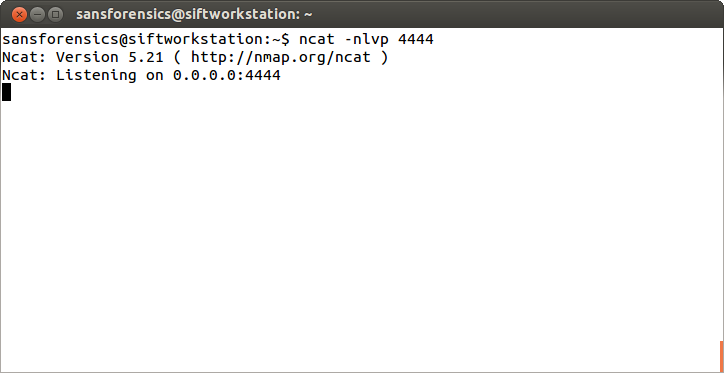 sansforensics@siftworkstation: ~
sansforensics@siftworkstation:~$ ncat -nlvp 4444
Ncat: Version 5.21 ( http://nmap.org/ncat )
Ncat: Listening on 0.0.0.0:4444